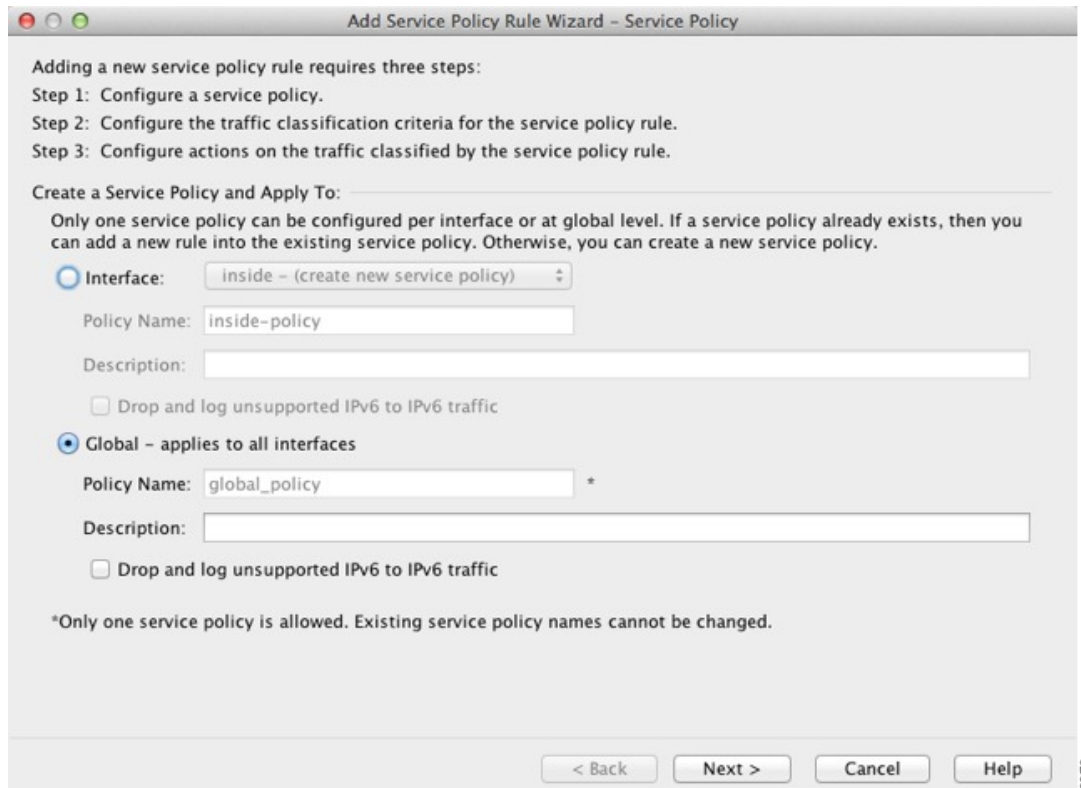 Add Service Policy Rule Wizard – Service Policy
Adding a new service policy rule requires three steps:
Step 1: Configure a service policy.
Step 2: Configure the traffic classification criteria for the service policy rule.
Step 3: Configure actions on the traffic classified by the service policy rule.
Create a Service Policy and Apply To:
Only one service policy can be configured per interface or at global level. If a service policy already exists, then you
can add a new rule into the existing service policy. Otherwise, you can create a new service policy.
Interface: inside – (create new service policy)
Policy Name: inside-policy
Description:
Drop and log unsupported IPv6 to IPv6 traffic
Global – applies to all interfaces
Policy Name: global_policy *
Description:
Drop and log unsupported IPv6 to IPv6 traffic
*Only one service policy is allowed. Existing service policy names cannot be changed.
< Back Next > Cancel Help